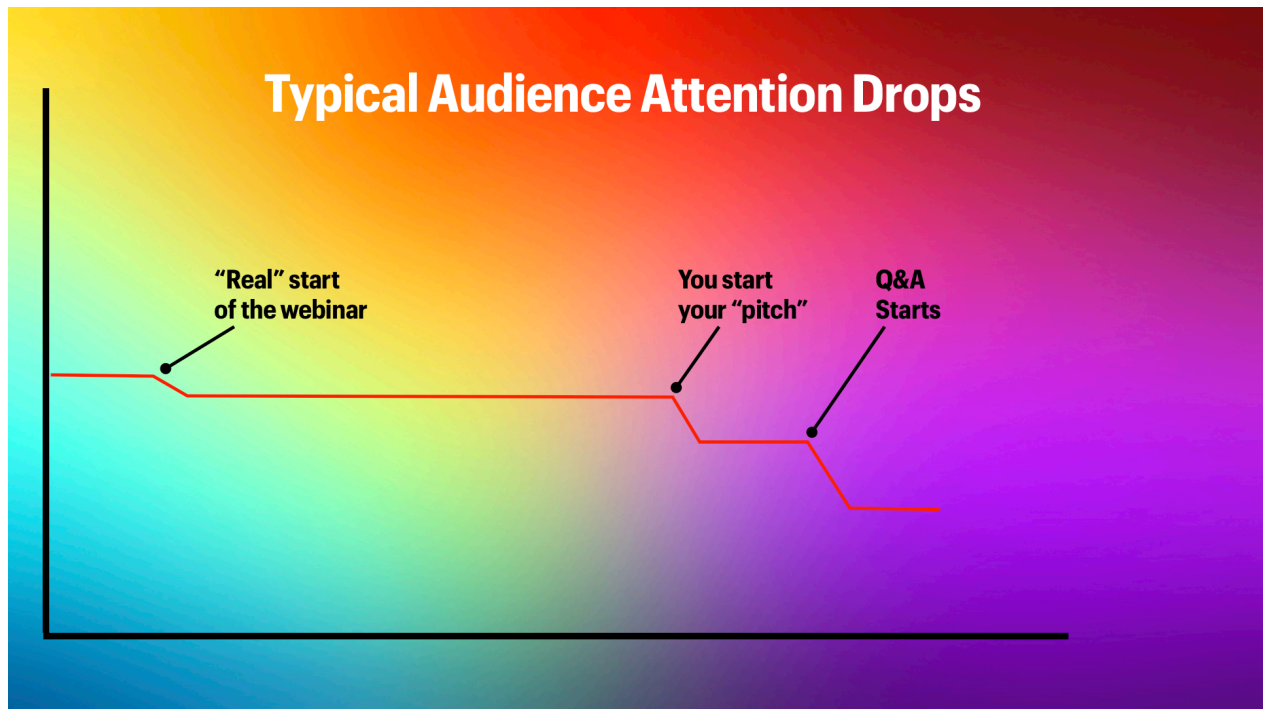 Typical Audience Attention Drops
“Real” start
of the webinar
You start
your “pitch”
Q&A
Starts